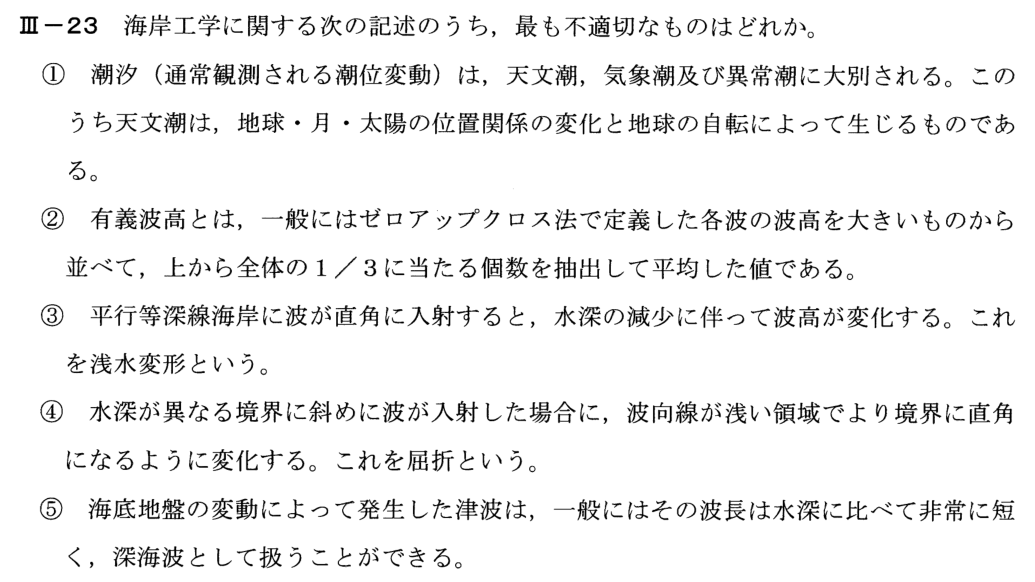 Ⅲ－23　海岸工学に関する次の記述のうち，最も不適切なものはどれか。
①　潮汐（通常観測される潮位変動）は，天文潮，気象潮及び異常潮に大別される。この
うち天文潮は，地球・月・太陽の位置関係の変化と地球の自転によって生じるものであ
る。
②　有義波高とは，一般にはゼロアップクロス法で定義した各波の波高を大きいものから
並べて，上から全体の１／３に当たる個数を抽出して平均した値である。
③　平行等深線海岸に波が直角に入射すると，水深の減少に伴って波高が変化する。これ
を浅水変形という。
④　水深が異なる境界に斜めに波が入射した場合に，波向線が浅い領域でより境界に直角
になるように変化する。これを屈折という。
⑤　海底地盤の変動によって発生した津波は，一般にはその波長は水深に比べて非常に短
く，深海波として扱うことができる。